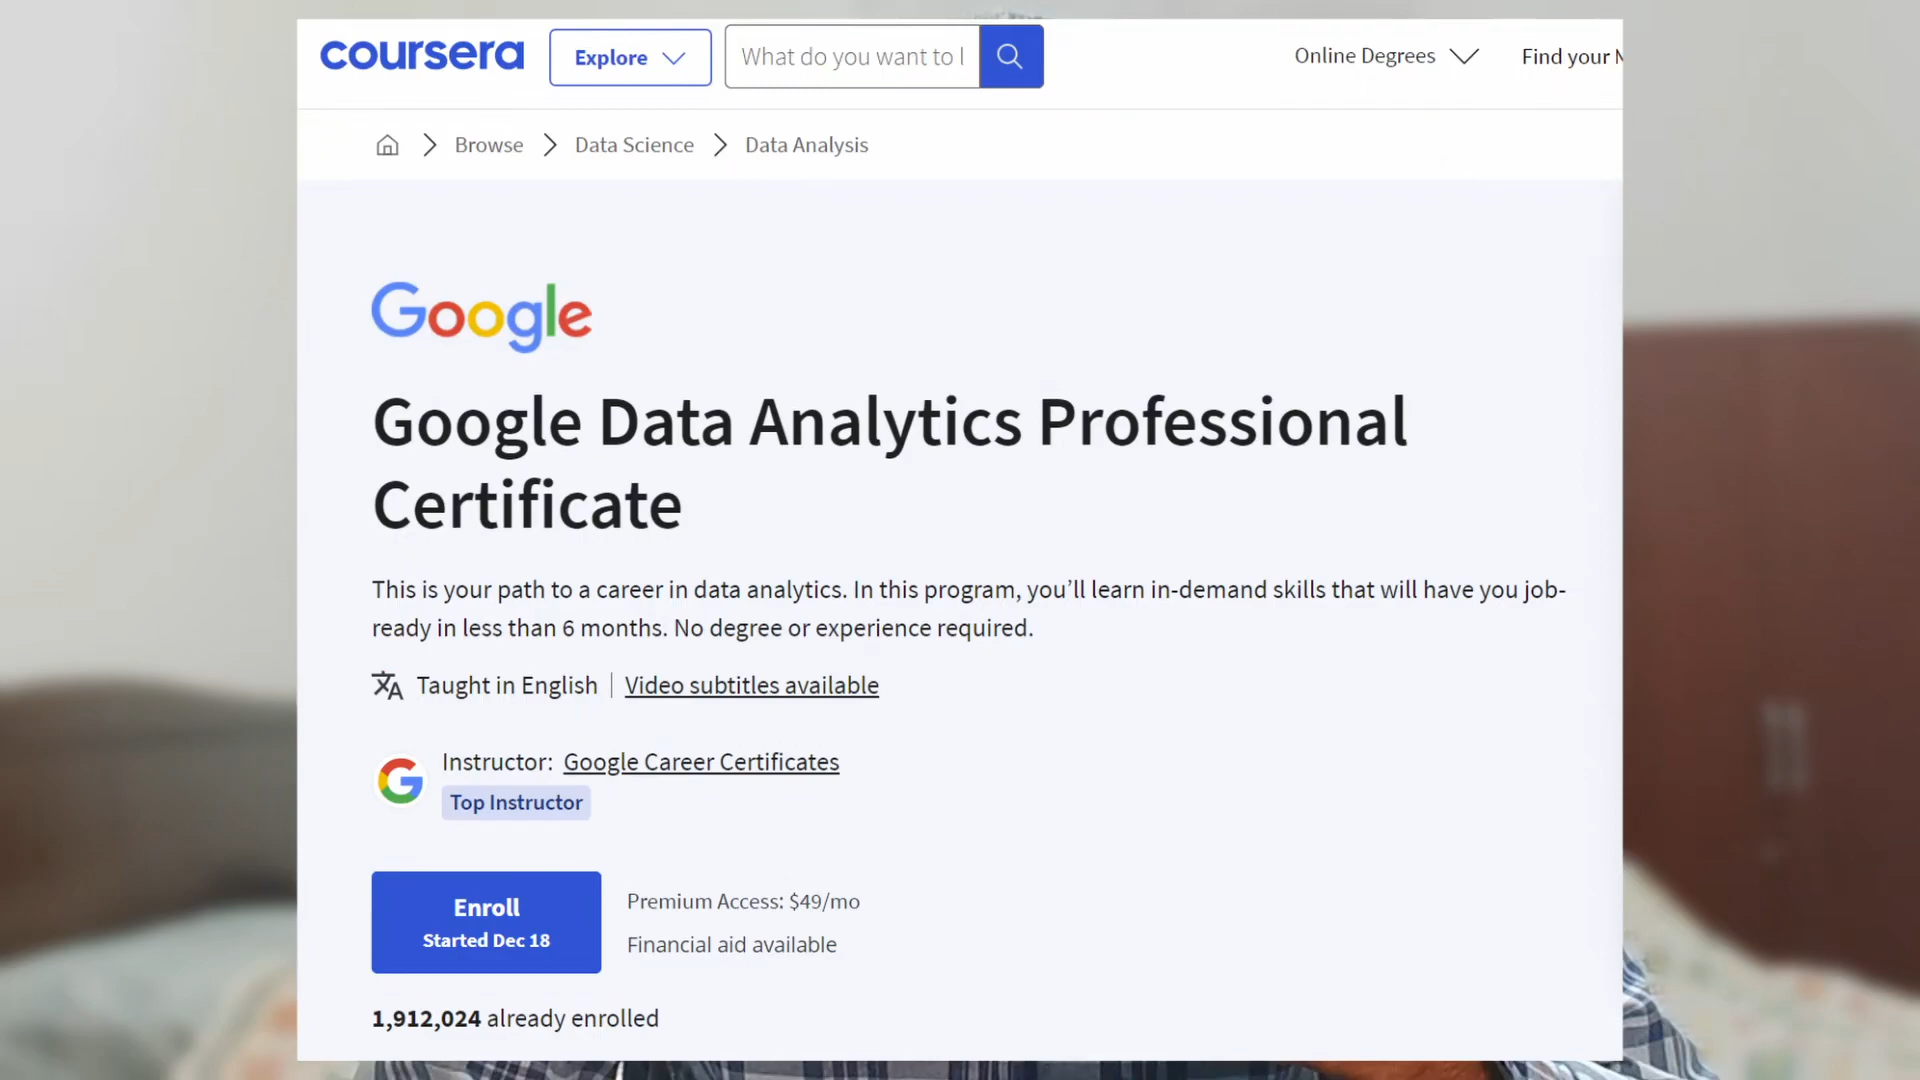 coursera
Explore
What do you want to l
Online Degrees
Find your N
Browse
Data Science
Data Analysis
Google
Google Data Analytics Professional
Certificate
This is your path to a career in data analytics. In this program, you’ll learn in-demand skills that will have you job-
ready in less than 6 months. No degree or experience required.
Taught in English
Video subtitles available
Instructor: Google Career Certificates
Top Instructor
Enroll
Started Dec 18
Premium Access: $49/mo
Financial aid available
1,912,024 already enrolled